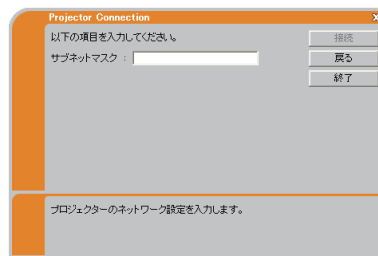 Projector Connection
以下の項目を入力してください。
サブネットマスク :
接続
戻る
終了
プロジェクターのネットワーク設定を入力します。